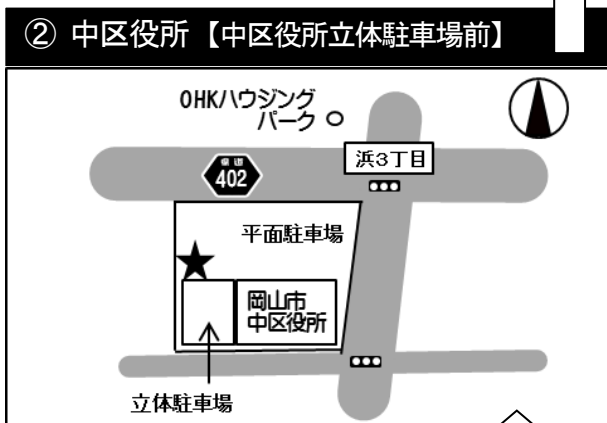 ② 中区役所【中区役所立体駐車場前】
OHKハウジング
パーク
浜3丁目
県道
402
平面駐車場
岡山市
中区役所
立体駐車場